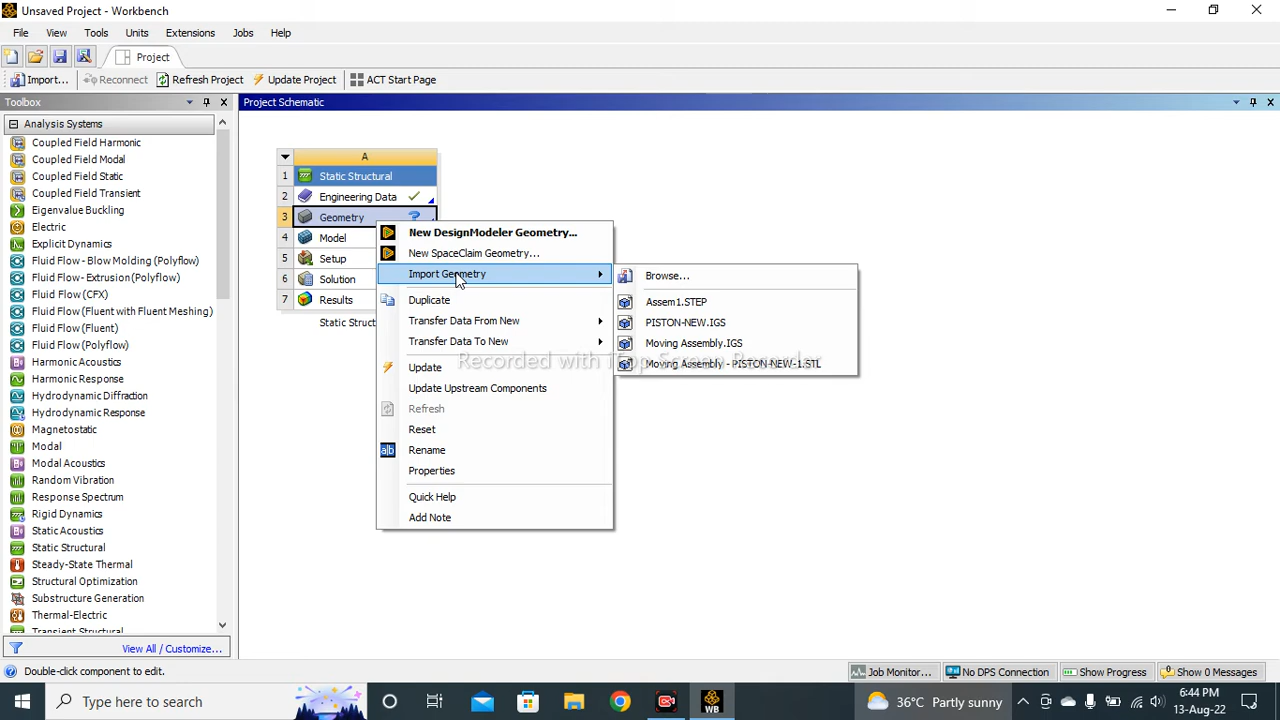 Unsaved Project - Workbench
File View Tools Units Extensions Jobs Help
Project
Import... Reconnect Refresh Project Update Project ACT Start Page
Toolbox
Project Schematic
Analysis Systems
Coupled Field Harmonic
Coupled Field Modal
Coupled Field Static
Coupled Field Transient
Eigenvalue Buckling
Electric
Explicit Dynamics
Fluid Flow - Blow Molding (Polyflow)
Fluid Flow - Extrusion (Polyflow)
Fluid Flow (CFX)
Fluid Flow (Fluent with Fluent Meshing)
Fluid Flow (Fluent)
Fluid Flow (Polyflow)
Harmonic Acoustics
Harmonic Response
Hydrodynamic Diffraction
Hydrodynamic Response
Magnetostatic
Modal
Modal Acoustics
Random Vibration
Response Spectrum
Rigid Dynamics
Static Acoustics
Static Structural
Steady-State Thermal
Structural Optimization
Substructure Generation
Thermal-Electric
Transient Structural
View All / Customize...
A
1 Static Structural
2 Engineering Data
3 Geometry ?
4 Model
5 Setup
6 Solution
7 Results
Static Struct
New DesignModeler Geometry...
New SpaceClaim Geometry...
Import Geometry
Duplicate
Transfer Data From New
Transfer Data To New
Update
Update Upstream Components
Refresh
Reset
a|b Rename
Properties
Quick Help
Add Note
Browse...
Assem1.STEP
PISTON-NEW.IGS
Moving Assembly.IGS
Moving Assembly - PISTON-NEW-1.STL
Recorded with iTop Screen Recorder
Double-click component to edit.
Job Monitor... No DPS Connection Show Progress Show 0 Messages
Type here to search
WB
36°C Partly sunny
6:44 PM
13-Aug-22